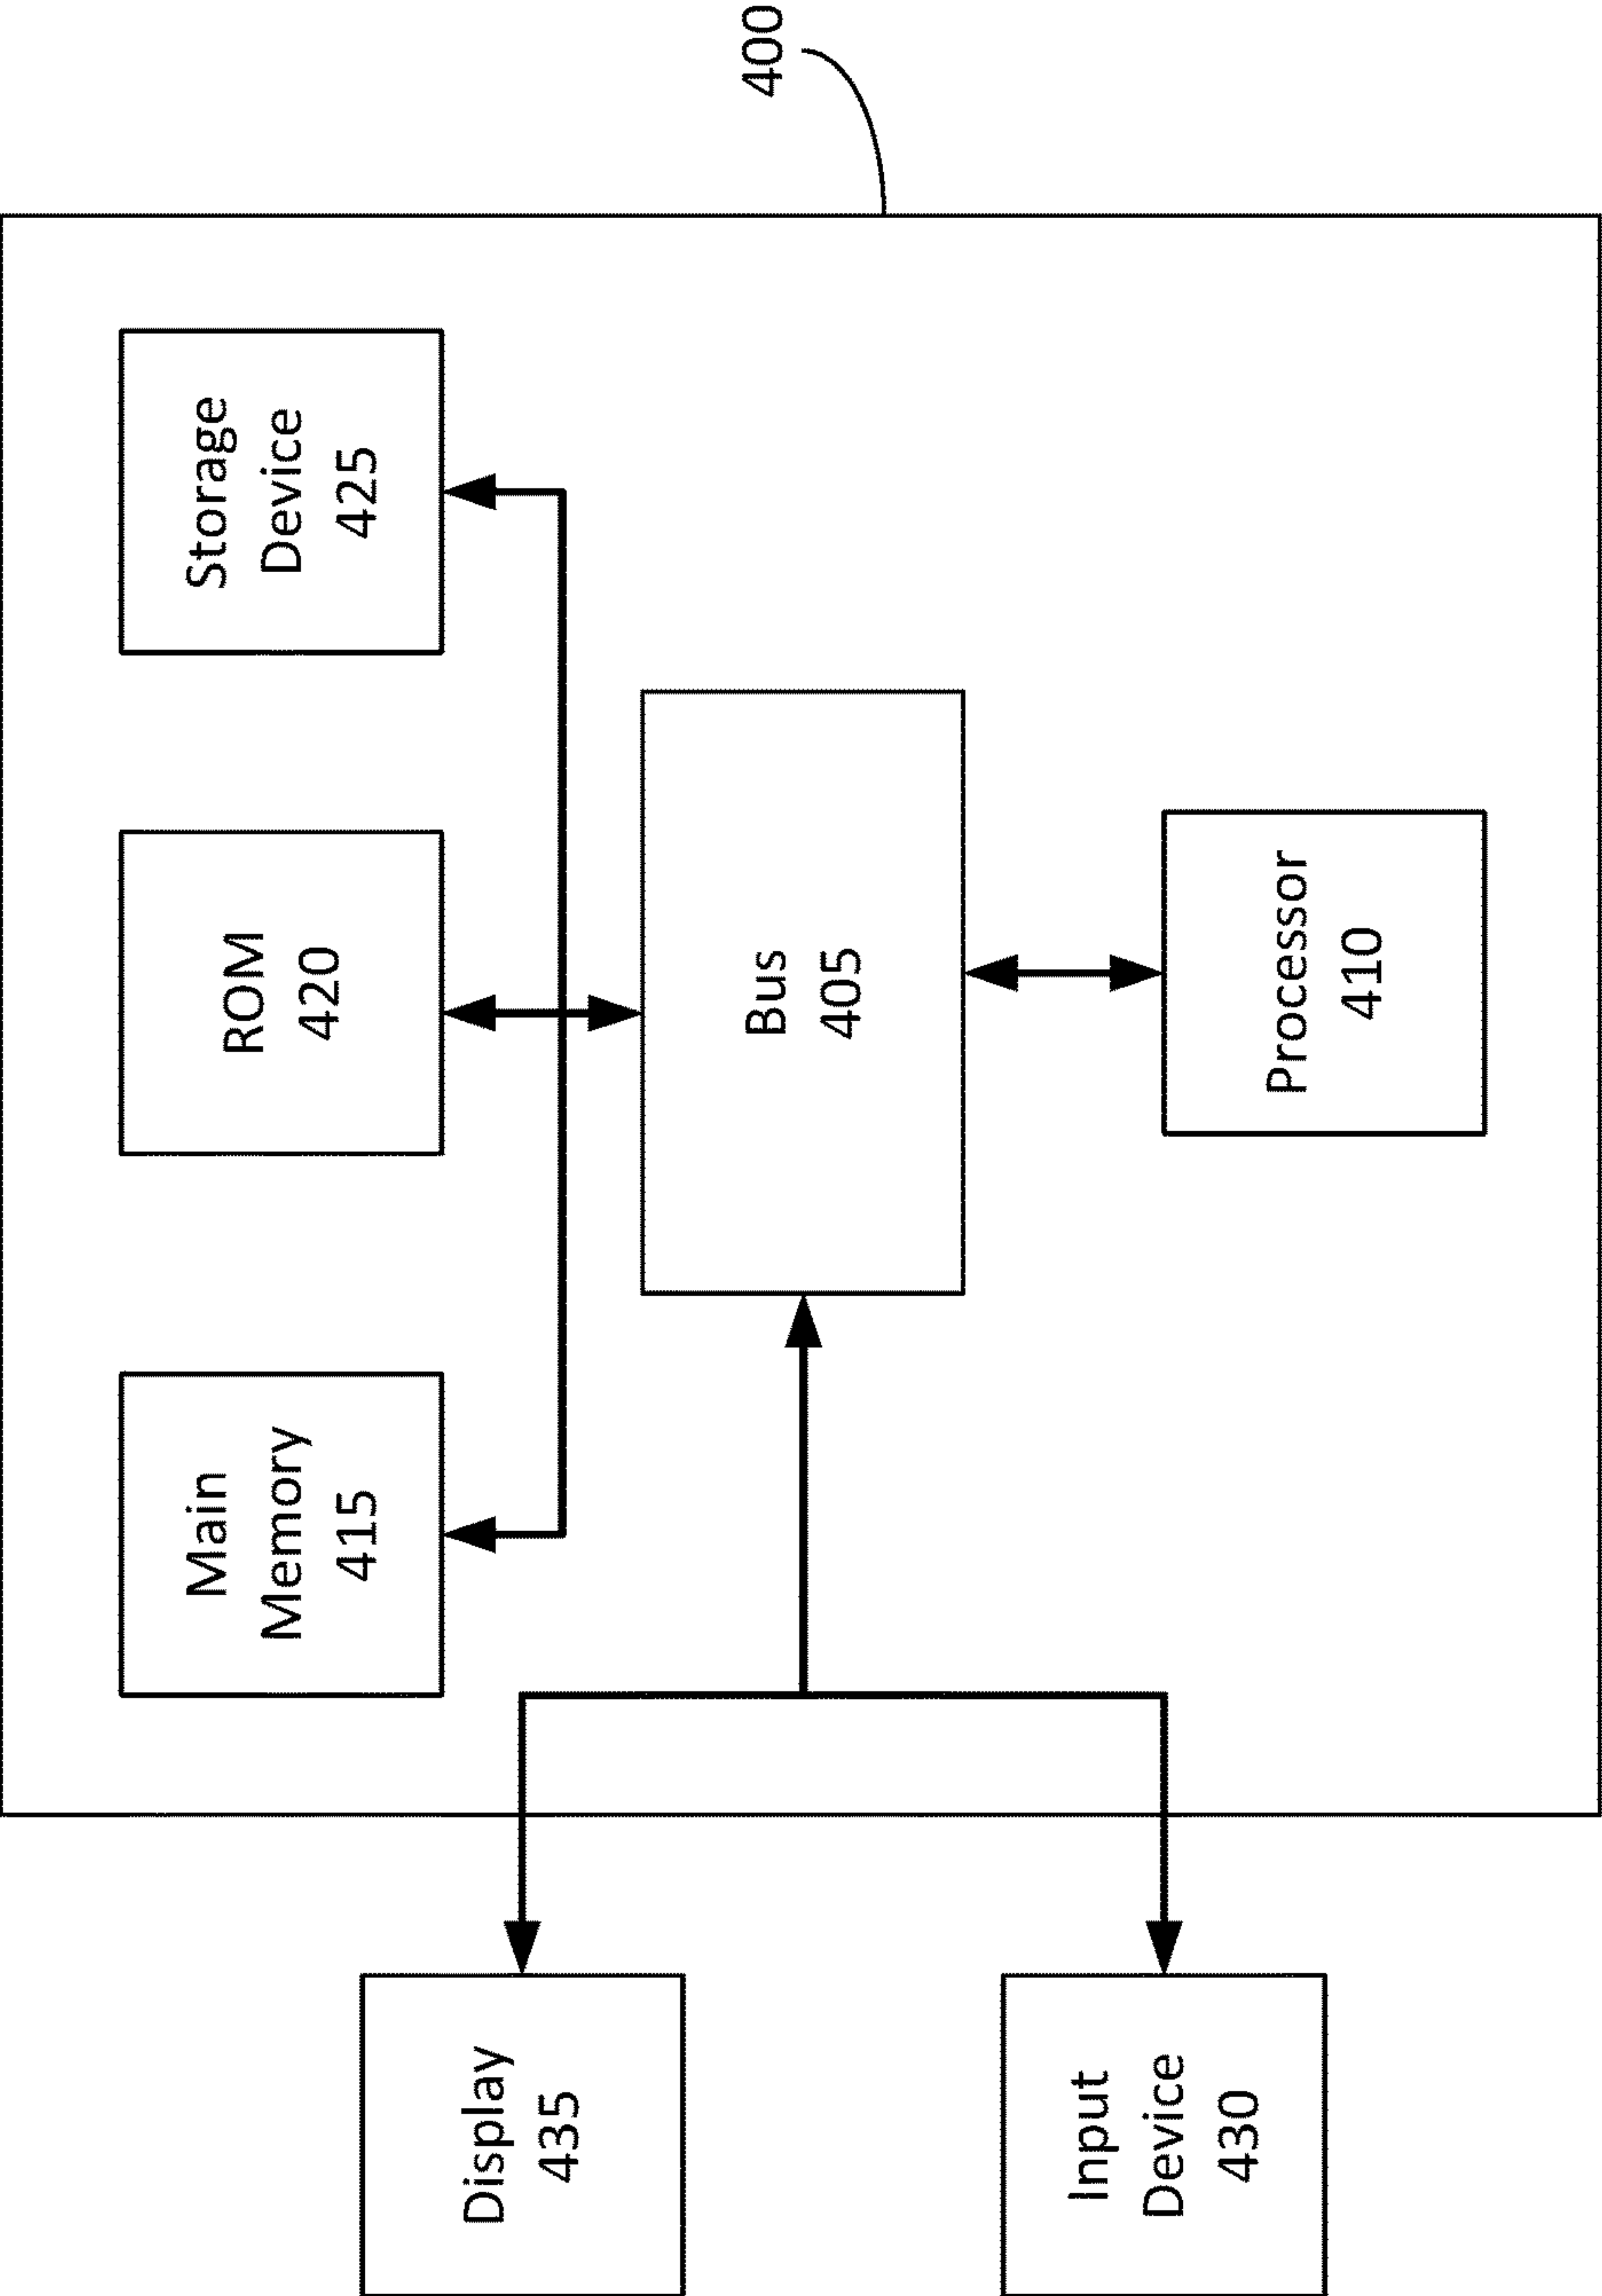 400
Main
Memory
415
ROM
420
Storage
Device
425
Display
435
Bus
405
Input
Device
430
Processor
410